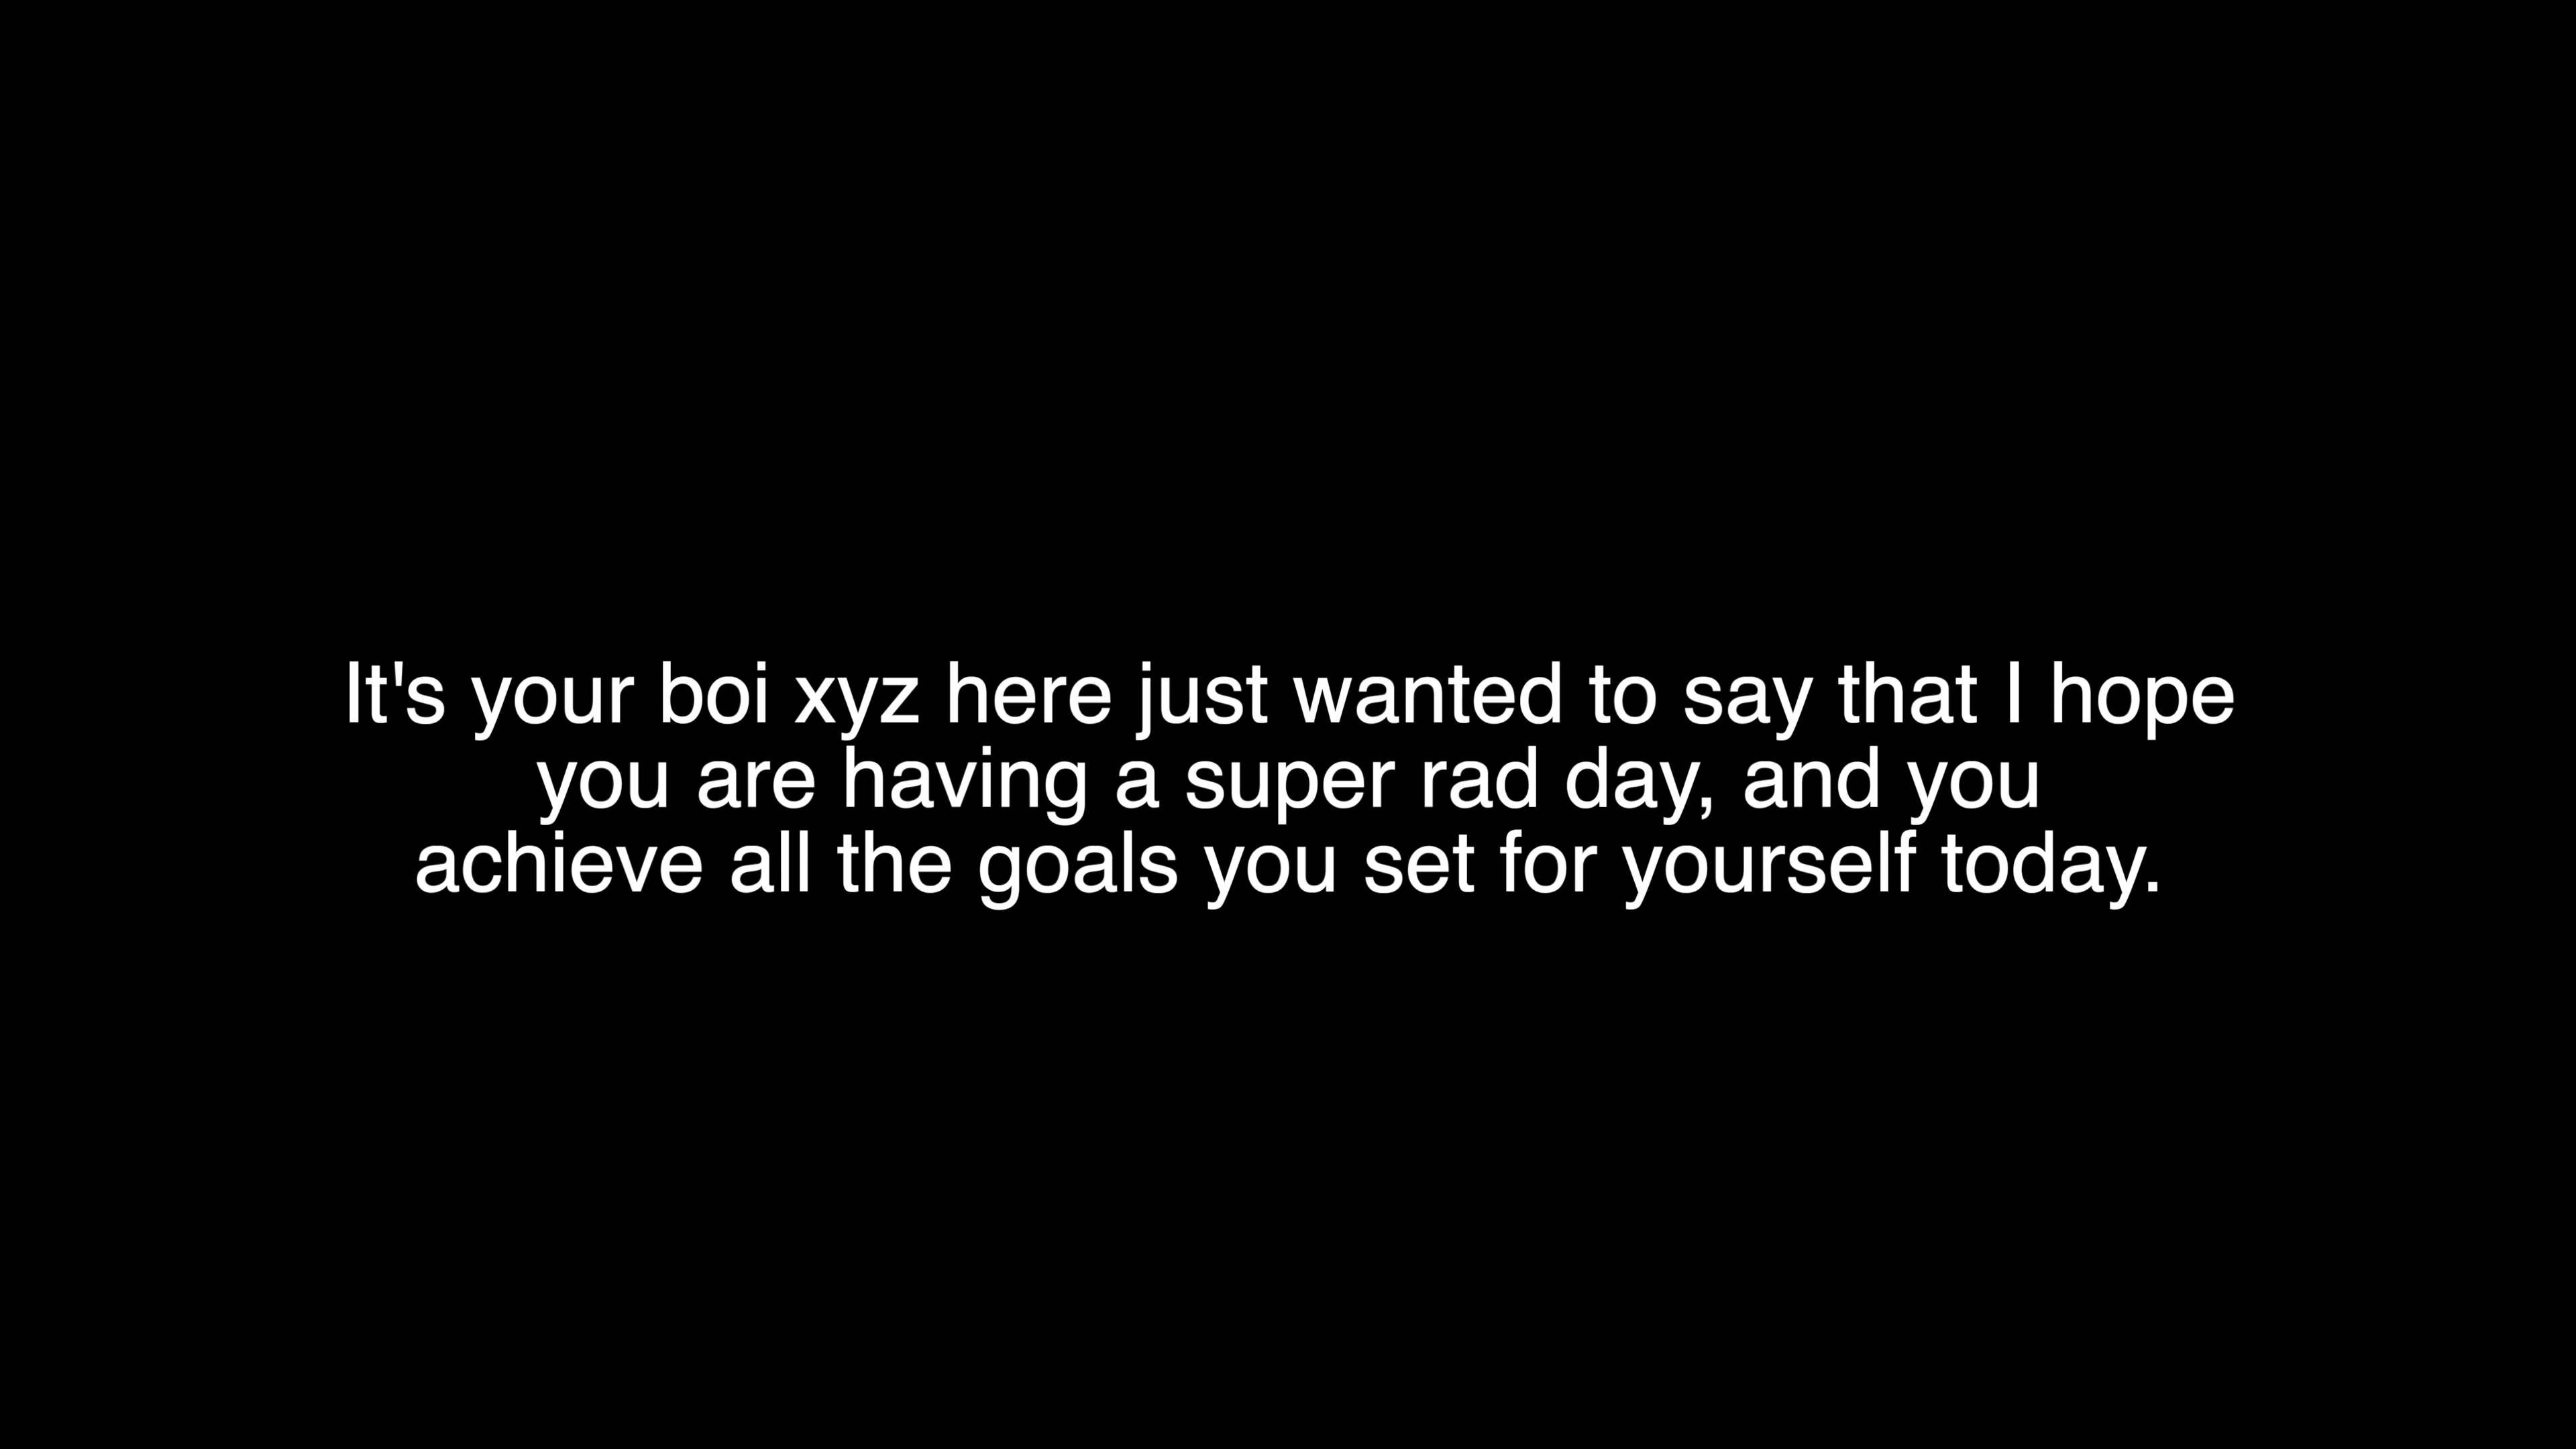 It's your boi xyz here just wanted to say that I hope
you are having a super rad day, and you
achieve all the goals you set for yourself today.